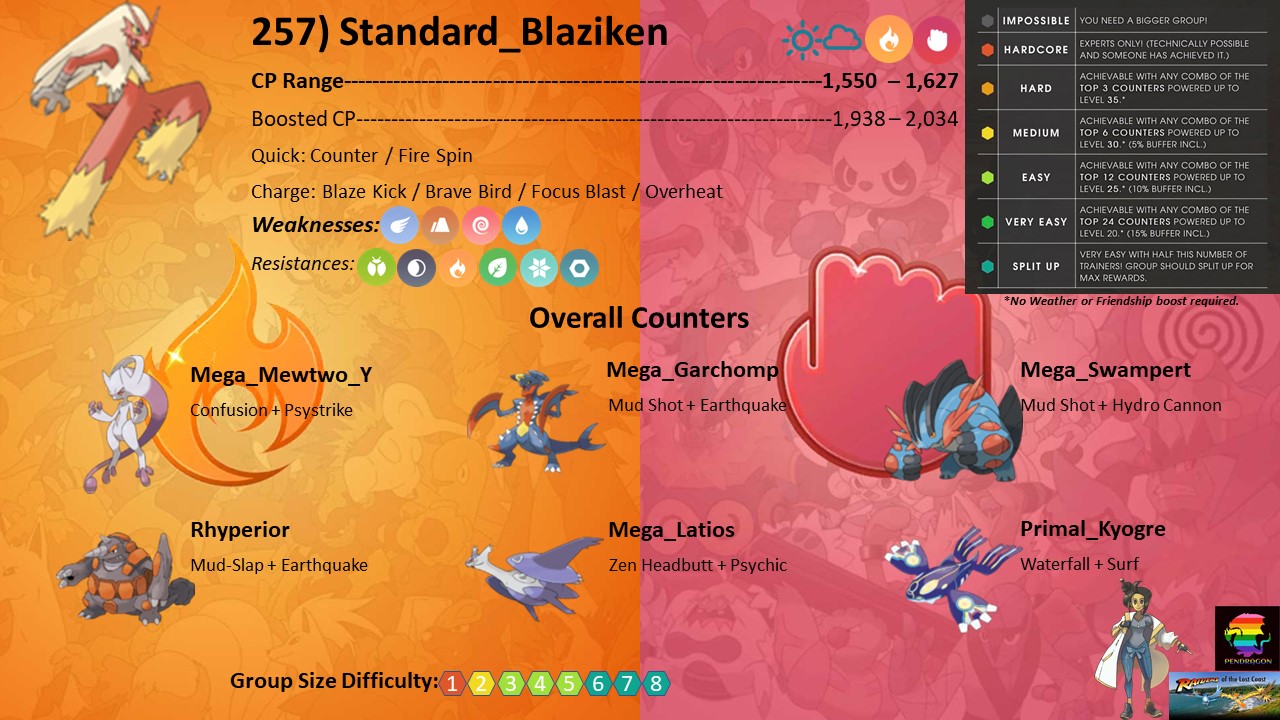 257) Standard_Blaziken
CP Range------------------------------------------------------------------1,550 – 1,627
Boosted CP------------------------------------------------------------------1,938 – 2,034
Quick: Counter / Fire Spin
Charge: Blaze Kick / Brave Bird / Focus Blast / Overheat
Weaknesses:
Resistances:
IMPOSSIBLE YOU NEED A BIGGER GROUP!
HARDCORE EXPERTS ONLY! (TECHNICALLY POSSIBLE
AND SOMEONE HAS ACHIEVED IT.)
HARD ACHIEVABLE WITH ANY COMBO OF THE
TOP 3 COUNTERS POWERED UP TO
LEVEL 35.*
MEDIUM ACHIEVABLE WITH ANY COMBO OF THE
TOP 6 COUNTERS POWERED UP TO
LEVEL 30.* (5% BUFFER INCL.)
EASY ACHIEVABLE WITH ANY COMBO OF THE
TOP 12 COUNTERS POWERED UP TO
LEVEL 25.* (10% BUFFER INCL.)
VERY EASY ACHIEVABLE WITH ANY COMBO OF THE
TOP 24 COUNTERS POWERED UP TO
LEVEL 20.* (15% BUFFER INCL.)
SPLIT UP VERY EASY WITH HALF THIS NUMBER OF
TRAINERS! GROUP SHOULD SPLIT UP FOR
MAX REWARDS.
*No Weather or Friendship boost required.
Overall Counters
Mega_Mewtwo_Y
Confusion + Psystrike
Mega_Garchomp
Mud Shot + Earthquake
Mega_Swampert
Mud Shot + Hydro Cannon
Rhyperior
Mud-Slap + Earthquake
Mega_Latios
Zen Headbutt + Psychic
Primal_Kyogre
Waterfall + Surf
Group Size Difficulty: 1 2 3 4 5 6 7 8
PENDRAGON
RAIDERS of the Lost Coast